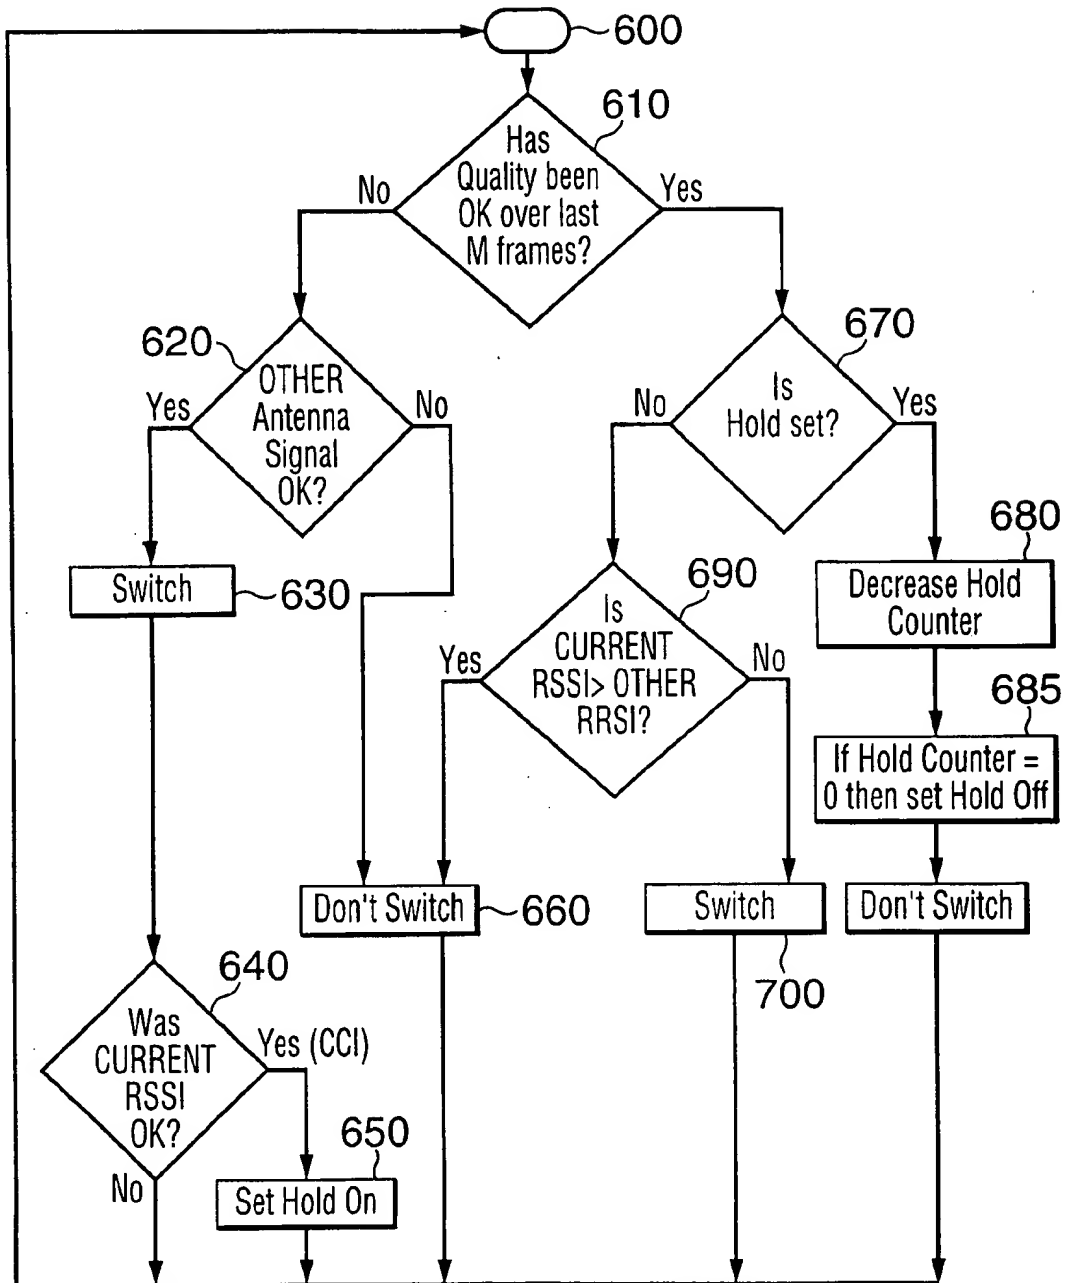 600
610
Has
Quality been
OK over last
M frames?
No
Yes
620
OTHER
Antenna
Signal
OK?
Yes
No
670
Is
Hold set?
No
Yes
Switch
630
680
Decrease Hold
Counter
690
Is
CURRENT
RSSI> OTHER
RRSI?
Yes
No
685
If Hold Counter =
0 then set Hold Off
Don't Switch
660
Switch
700
Don't Switch
640
Was
CURRENT
RSSI
OK?
Yes (CCI)
No
650
Set Hold On